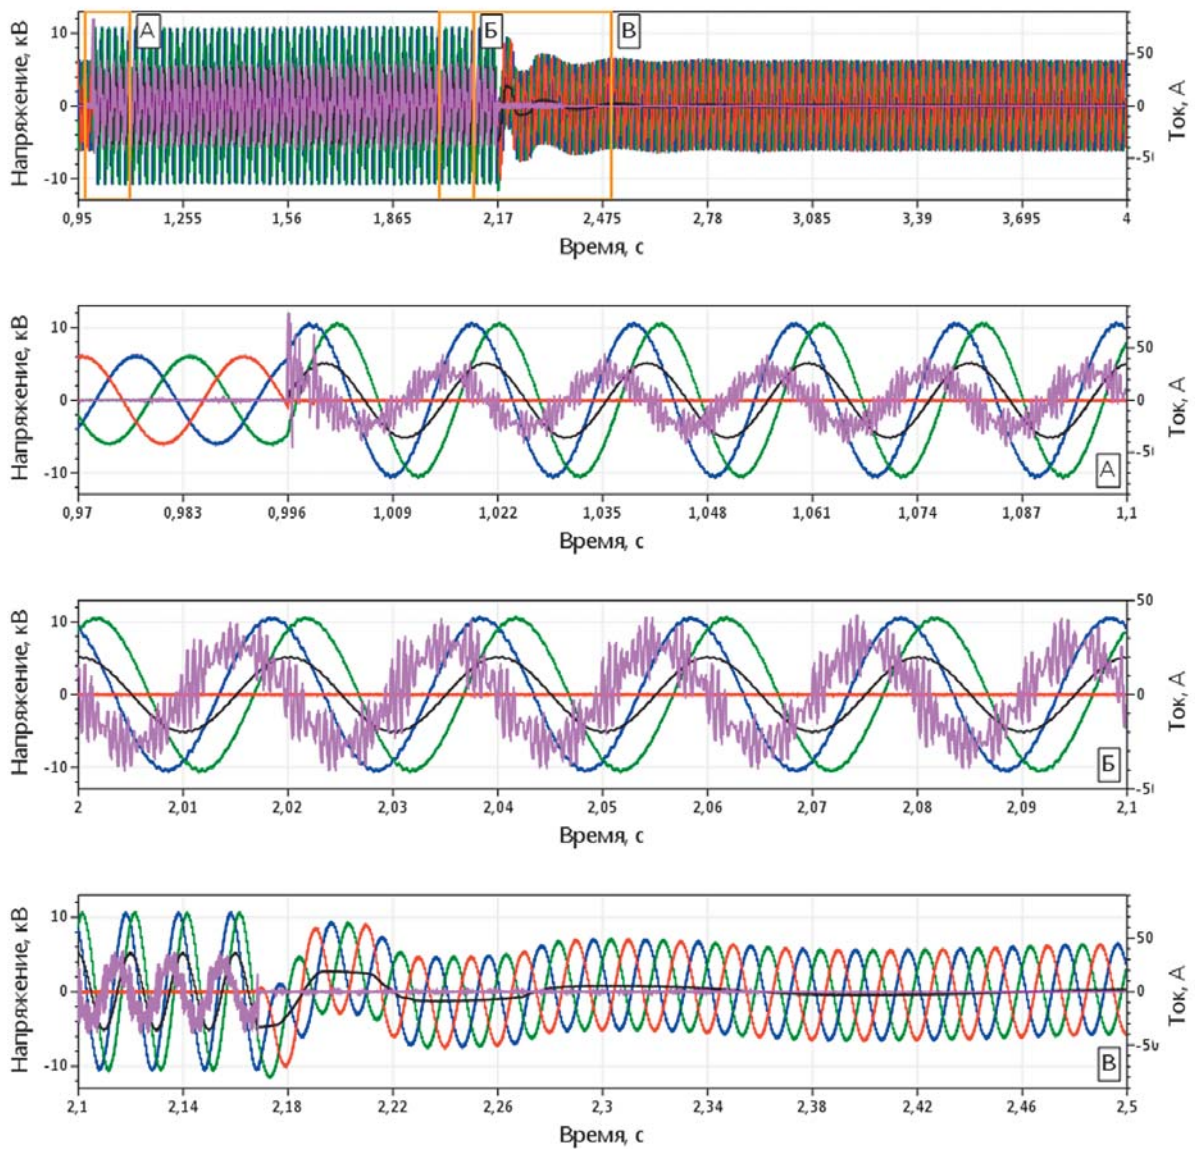 Напряжение, кВ
10
0
-10
А
Б
В
50
0
-50
Ток, А
0,95 1,255 1,56 1,865 2,17 2,475 2,78 3,085 3,39 3,695 4
Время, с
Напряжение, кВ
10
0
-10
50
0
-50
Ток, А
А
0,97 0,983 0,996 1,009 1,022 1,035 1,048 1,061 1,074 1,087 1,1
Время, с
Напряжение, кВ
10
0
-10
50
0
-50
Ток, А
Б
2 2,01 2,02 2,03 2,04 2,05 2,06 2,07 2,08 2,09 2,1
Время, с
Напряжение, кВ
10
0
-10
50
0
-50
Ток, А
В
2,1 2,14 2,18 2,22 2,26 2,3 2,34 2,38 2,42 2,46 2,5
Время, с